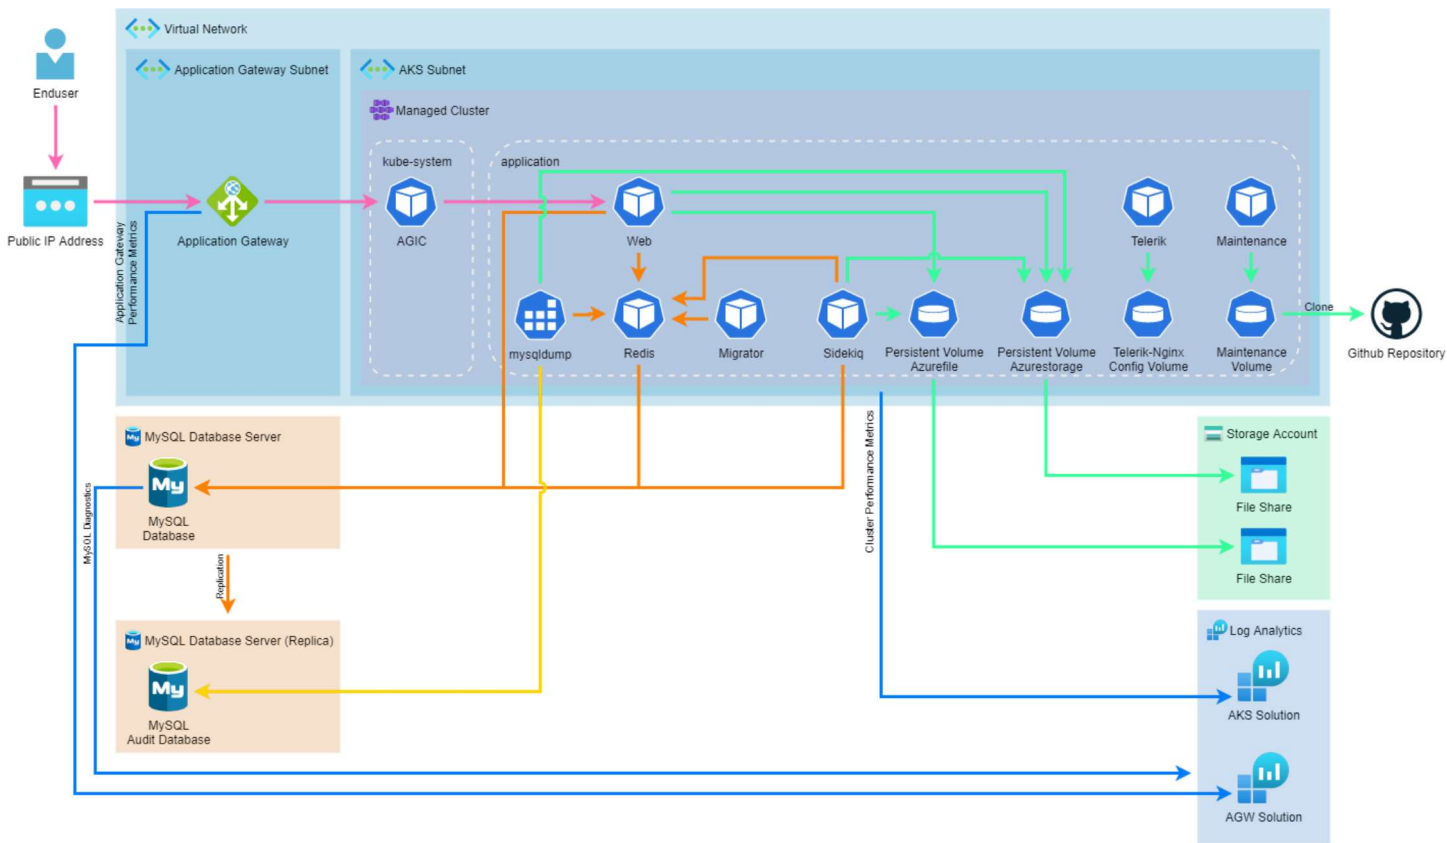 Virtual Network
Application Gateway Subnet
AKS Subnet
Enduser
Managed Cluster
kube-system
application
Public IP Address
Application Gateway
AGIC
Web
Telerik
Maintenance
Application Gateway
Performance Metrics
mysqldump
Redis
Migrator
Sidekiq
Persistent Volume
Azurefile
Persistent Volume
Azurestorage
Telerik-Nginx
Config Volume
Maintenance
Volume
Clone
Github Repository
MySQL Database Server
My
MySQL
Database
MySQL Diagnostics
Cluster Performance Metrics
Storage Account
File Share
File Share
Replication
MySQL Database Server (Replica)
My
MySQL
Audit Database
Log Analytics
AKS Solution
AGW Solution